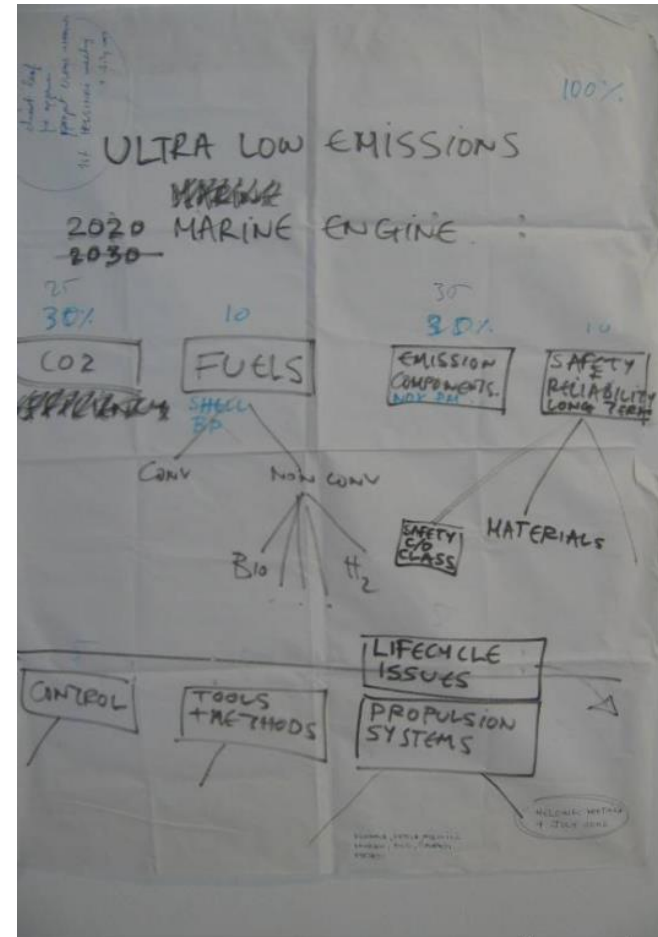 100%
ULTRA LOW EMISSIONS
2020 MARINE ENGINE :
2030
25
30%
10
30
30%
10
CO2
FUELS
EMISSION
COMPONENTS.
NOX PM
SAFETY
+
RELIABILITY
LONG TERM
SHELL
BP
CONV
NON CONV
BIO
H2
...
SAFETY
C/O
CLASS
MATERIALS
LIFECYCLE
ISSUES
CONTROL
TOOLS
+METHODS
PROPULSION
SYSTEMS